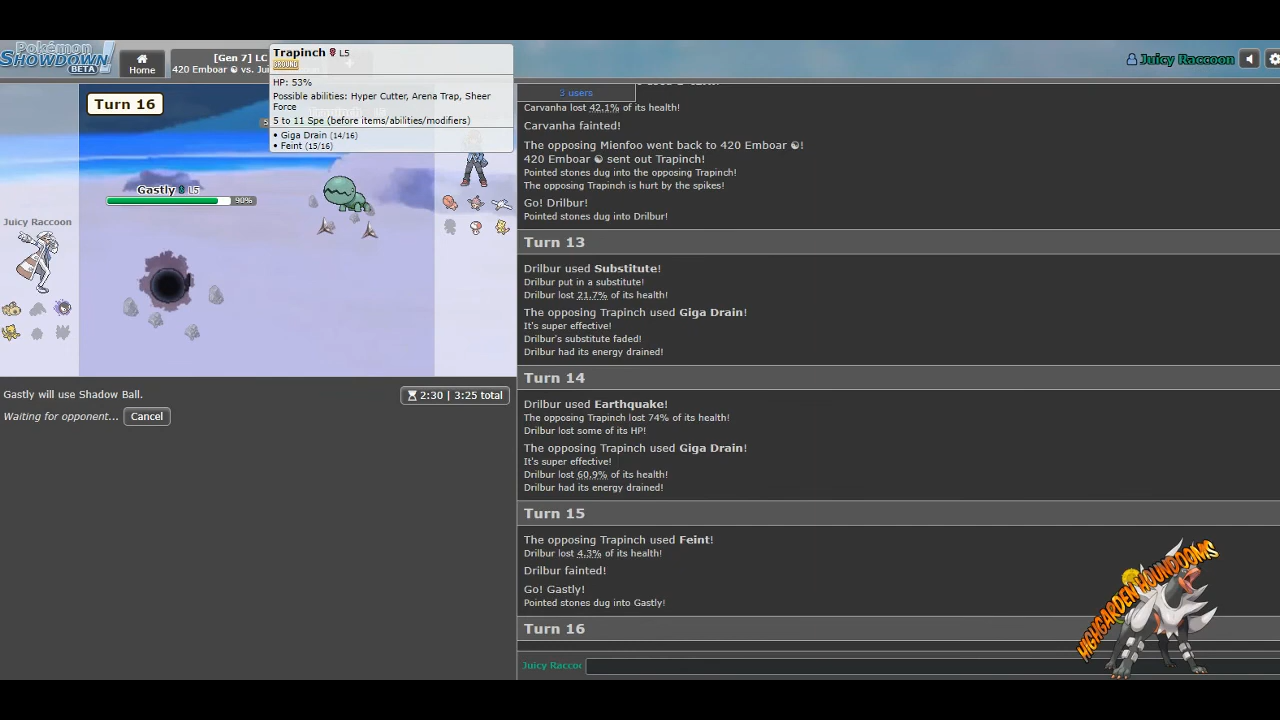 Pokémon
SHOWDOWN
BETA
Home
[Gen 7] LC
420 Emboar ☯ vs. Jui
Trapinch L5
GROUND
HP: 53%
Possible abilities: Hyper Cutter, Arena Trap, Sheer
Force
5 to 11 Spe (before items/abilities/modifiers)
• Giga Drain (14/16)
• Feint (15/16)
Juicy Raccoon
Turn 16
Gastly L5
90%
Juicy Raccoon
Gastly will use Shadow Ball.
2:30 | 3:25 total
Waiting for opponent...
Cancel
3 users
Carvanha lost 42.1% of its health!
Carvanha fainted!
The opposing Mienfoo went back to 420 Emboar ☯!
420 Emboar ☯ sent out Trapinch!
Pointed stones dug into the opposing Trapinch!
The opposing Trapinch is hurt by the spikes!
Go! Drilbur!
Pointed stones dug into Drilbur!
Turn 13
Drilbur used Substitute!
Drilbur put in a substitute!
Drilbur lost 21.7% of its health!
The opposing Trapinch used Giga Drain!
It's super effective!
Drilbur's substitute faded!
Drilbur had its energy drained!
Turn 14
Drilbur used Earthquake!
The opposing Trapinch lost 74% of its health!
Drilbur lost some of its HP!
The opposing Trapinch used Giga Drain!
It's super effective!
Drilbur lost 60.9% of its health!
Drilbur had its energy drained!
Turn 15
The opposing Trapinch used Feint!
Drilbur lost 4.3% of its health!
Drilbur fainted!
Go! Gastly!
Pointed stones dug into Gastly!
Turn 16
Juicy Raccoo
HIGHGARDEN HOUNDOOMS